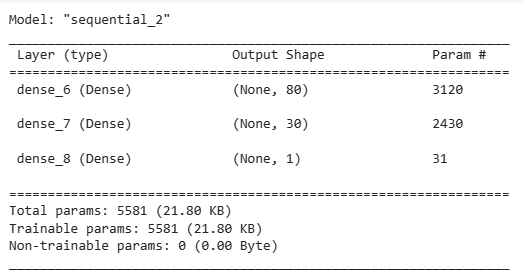 Model: "sequential_2"
_________________________________________________________________
Layer (type) Output Shape Param #
=================================================================
dense_6 (Dense) (None, 80) 3120
dense_7 (Dense) (None, 30) 2430
dense_8 (Dense) (None, 1) 31
=================================================================
Total params: 5581 (21.80 KB)
Trainable params: 5581 (21.80 KB)
Non-trainable params: 0 (0.00 Byte)
_________________________________________________________________